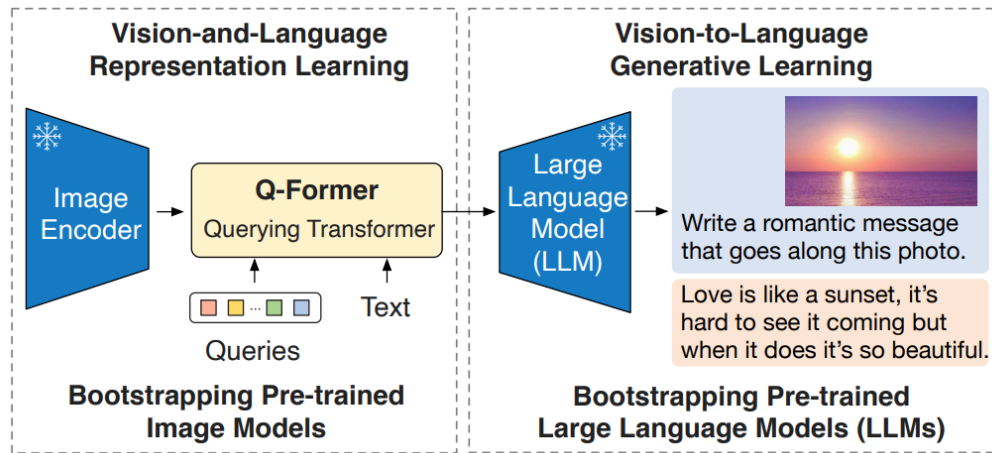 Vision-and-Language
Representation Learning
Image
Encoder
Q-Former
Querying Transformer
...
Queries
Text
Bootstrapping Pre-trained
Image Models
Vision-to-Language
Generative Learning
Large
Language
Model
(LLM)
Write a romantic message
that goes along this photo.
Love is like a sunset, it's
hard to see it coming but
when it does it's so beautiful.
Bootstrapping Pre-trained
Large Language Models (LLMs)